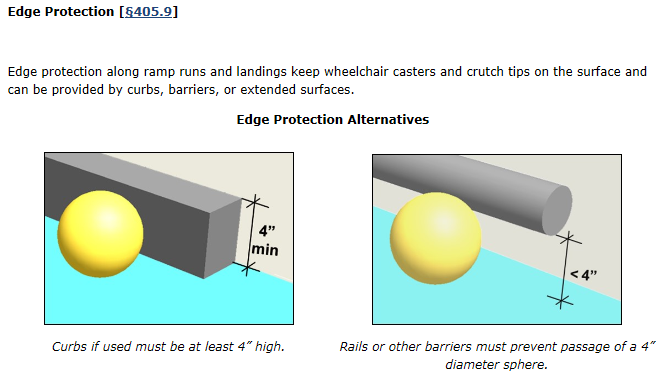 Edge Protection [§405.9]
Edge protection along ramp runs and landings keep wheelchair casters and crutch tips on the surface and
can be provided by curbs, barriers, or extended surfaces.
Edge Protection Alternatives
4”
min
< 4”
Curbs if used must be at least 4” high.
Rails or other barriers must prevent passage of a 4”
diameter sphere.